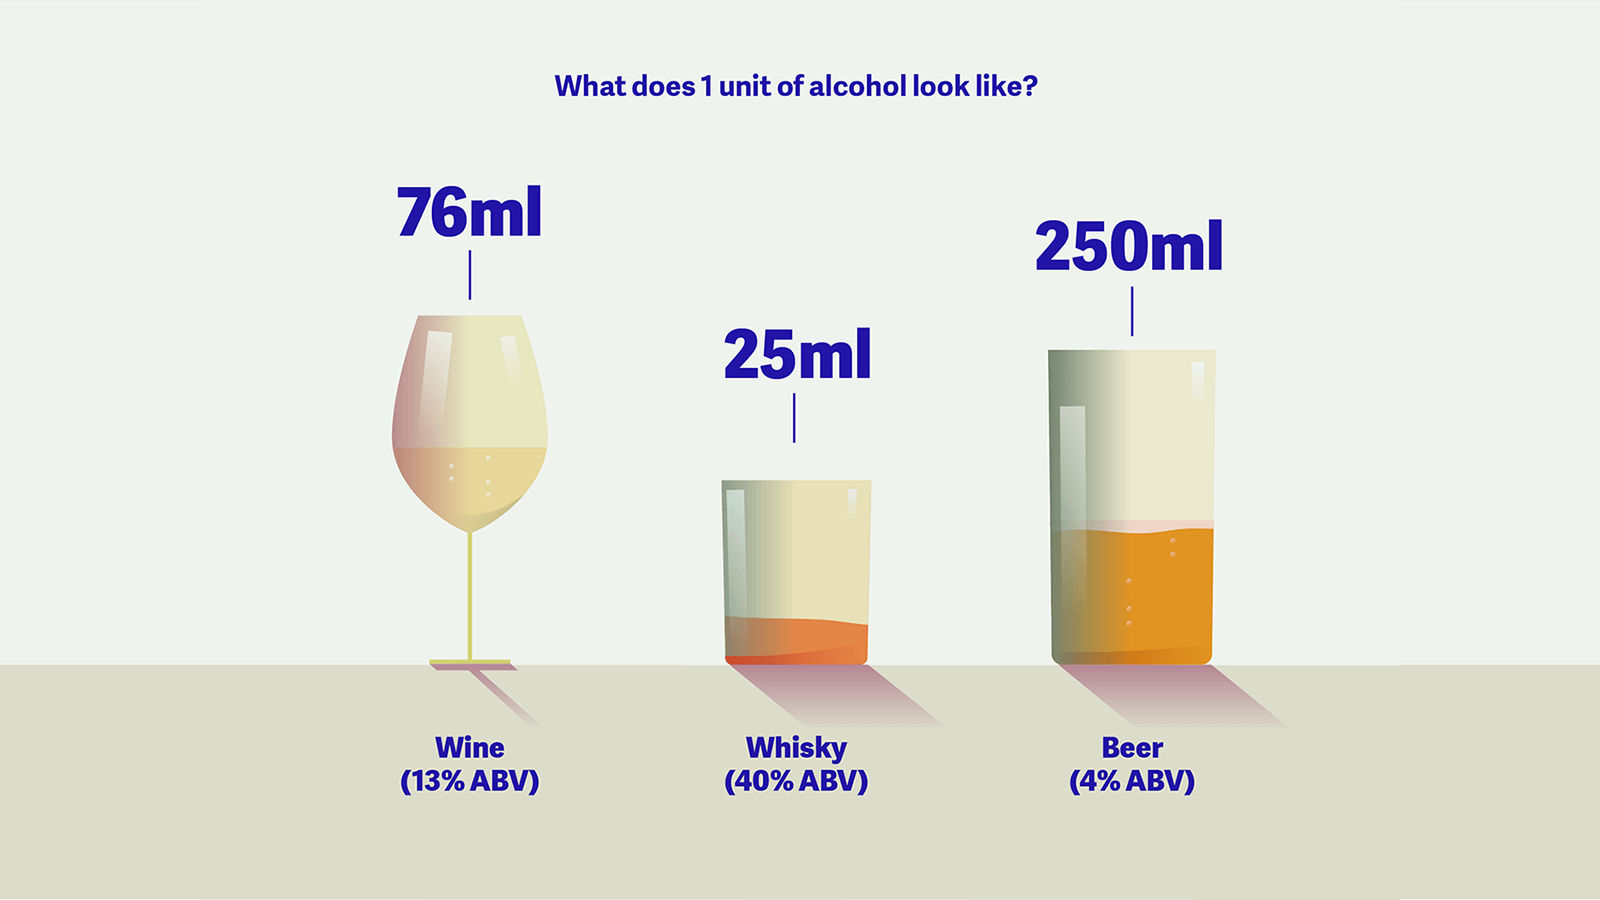 What does 1 unit of alcohol look like?
76ml
25ml
250ml
Wine
(13% ABV)
Whisky
(40% ABV)
Beer
(4% ABV)